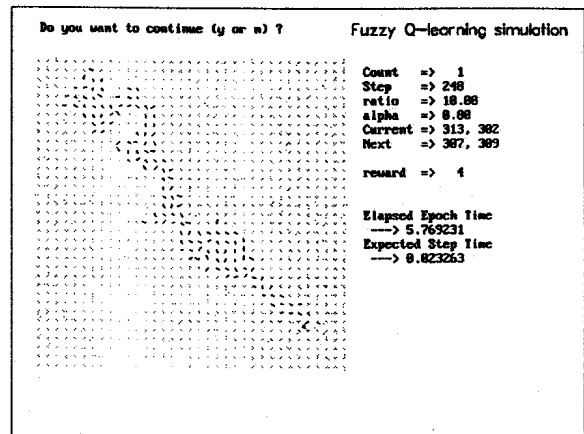 Do you want to continue (y or n) ?
Fuzzy Q-learning simulation
Count => 1
Step => 248
ratio => 10.00
alpha => 0.00
Current => 313, 302
Next => 307, 309
reward => 4
Elapsed Epoch Time
---> 5.769231
Expected Step Time
---> 0.023263